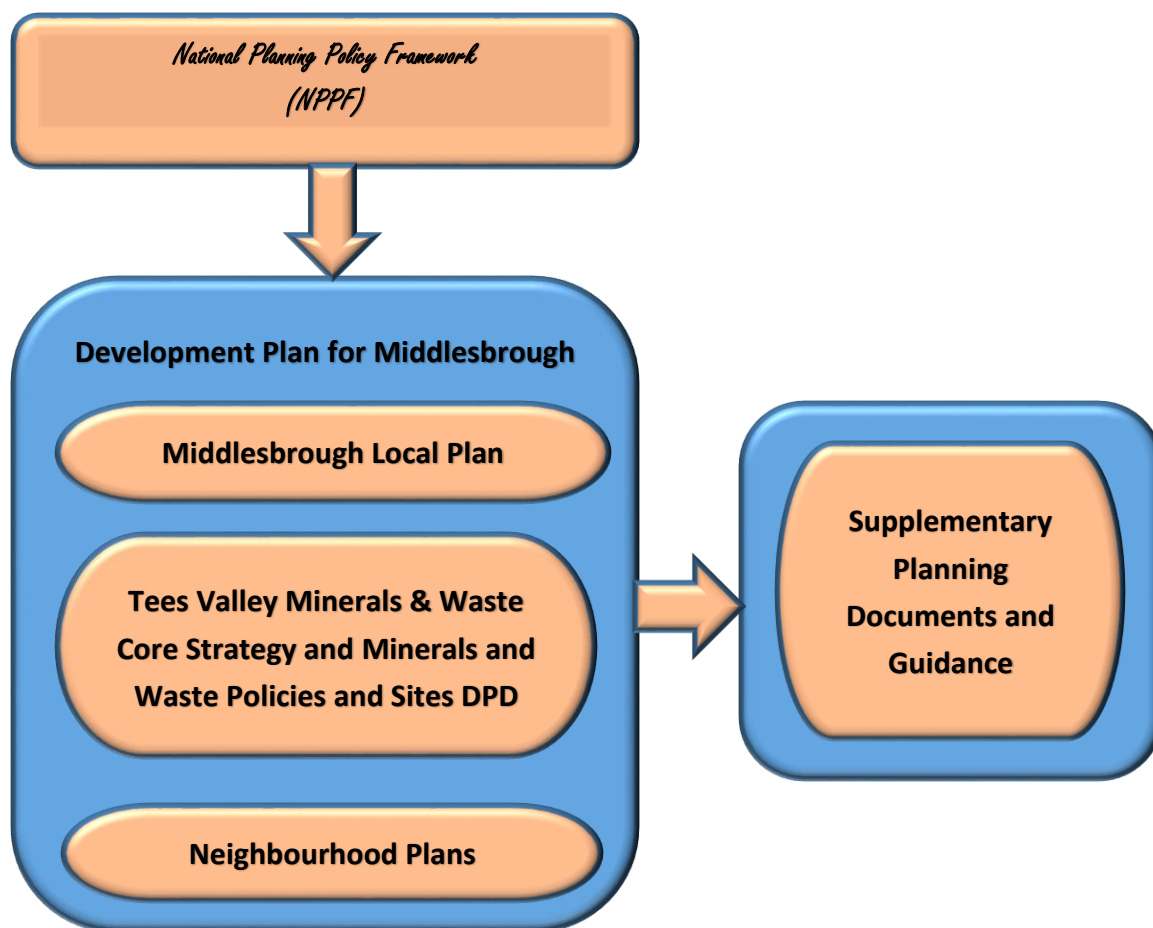 National Planning Policy Framework
(NPPF)
Development Plan for Middlesbrough
Middlesbrough Local Plan
Tees Valley Minerals & Waste
Core Strategy and Minerals and
Waste Policies and Sites DPD
Neighbourhood Plans
Supplementary
Planning
Documents and
Guidance